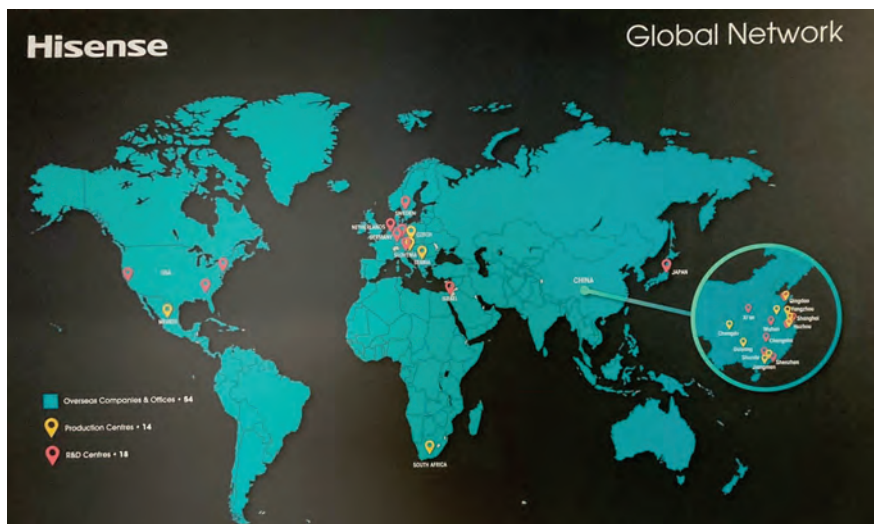 Hisense
Global Network
SWEDEN
NETHERLANDS
GERMANY
CZECH
SLOVENIA
SERBIA
USA
MEXICO
ISRAEL
JAPAN
CHINA
Qingdao
Yangzhou
Xi'an
Shanghai
Wuhan
Huzhou
Chengdu
Changsha
Guiyang
Shunde
Shenzhen
Jiangmen
Overseas Companies & Offices • 54
Production Centres • 14
R&D Centres • 18
SOUTH AFRICA